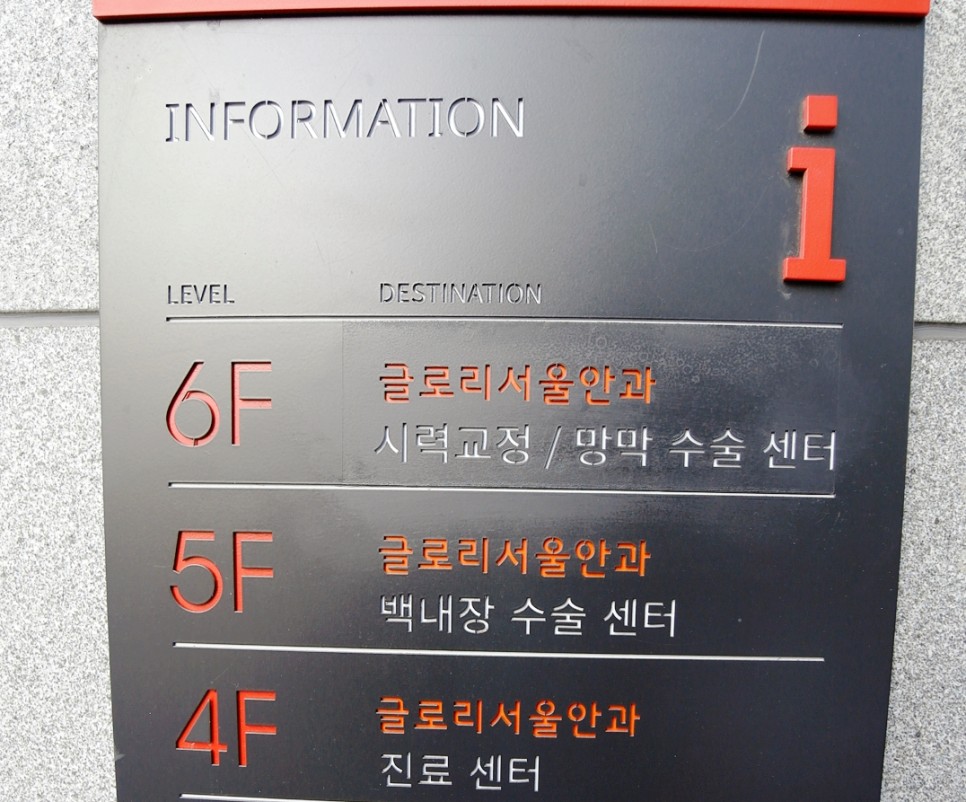 INFORMATION
i
LEVEL DESTINATION
6F 글로리서울안과
시력교정 / 망막 수술 센터
5F 글로리서울안과
백내장 수술 센터
4F 글로리서울안과
진료 센터